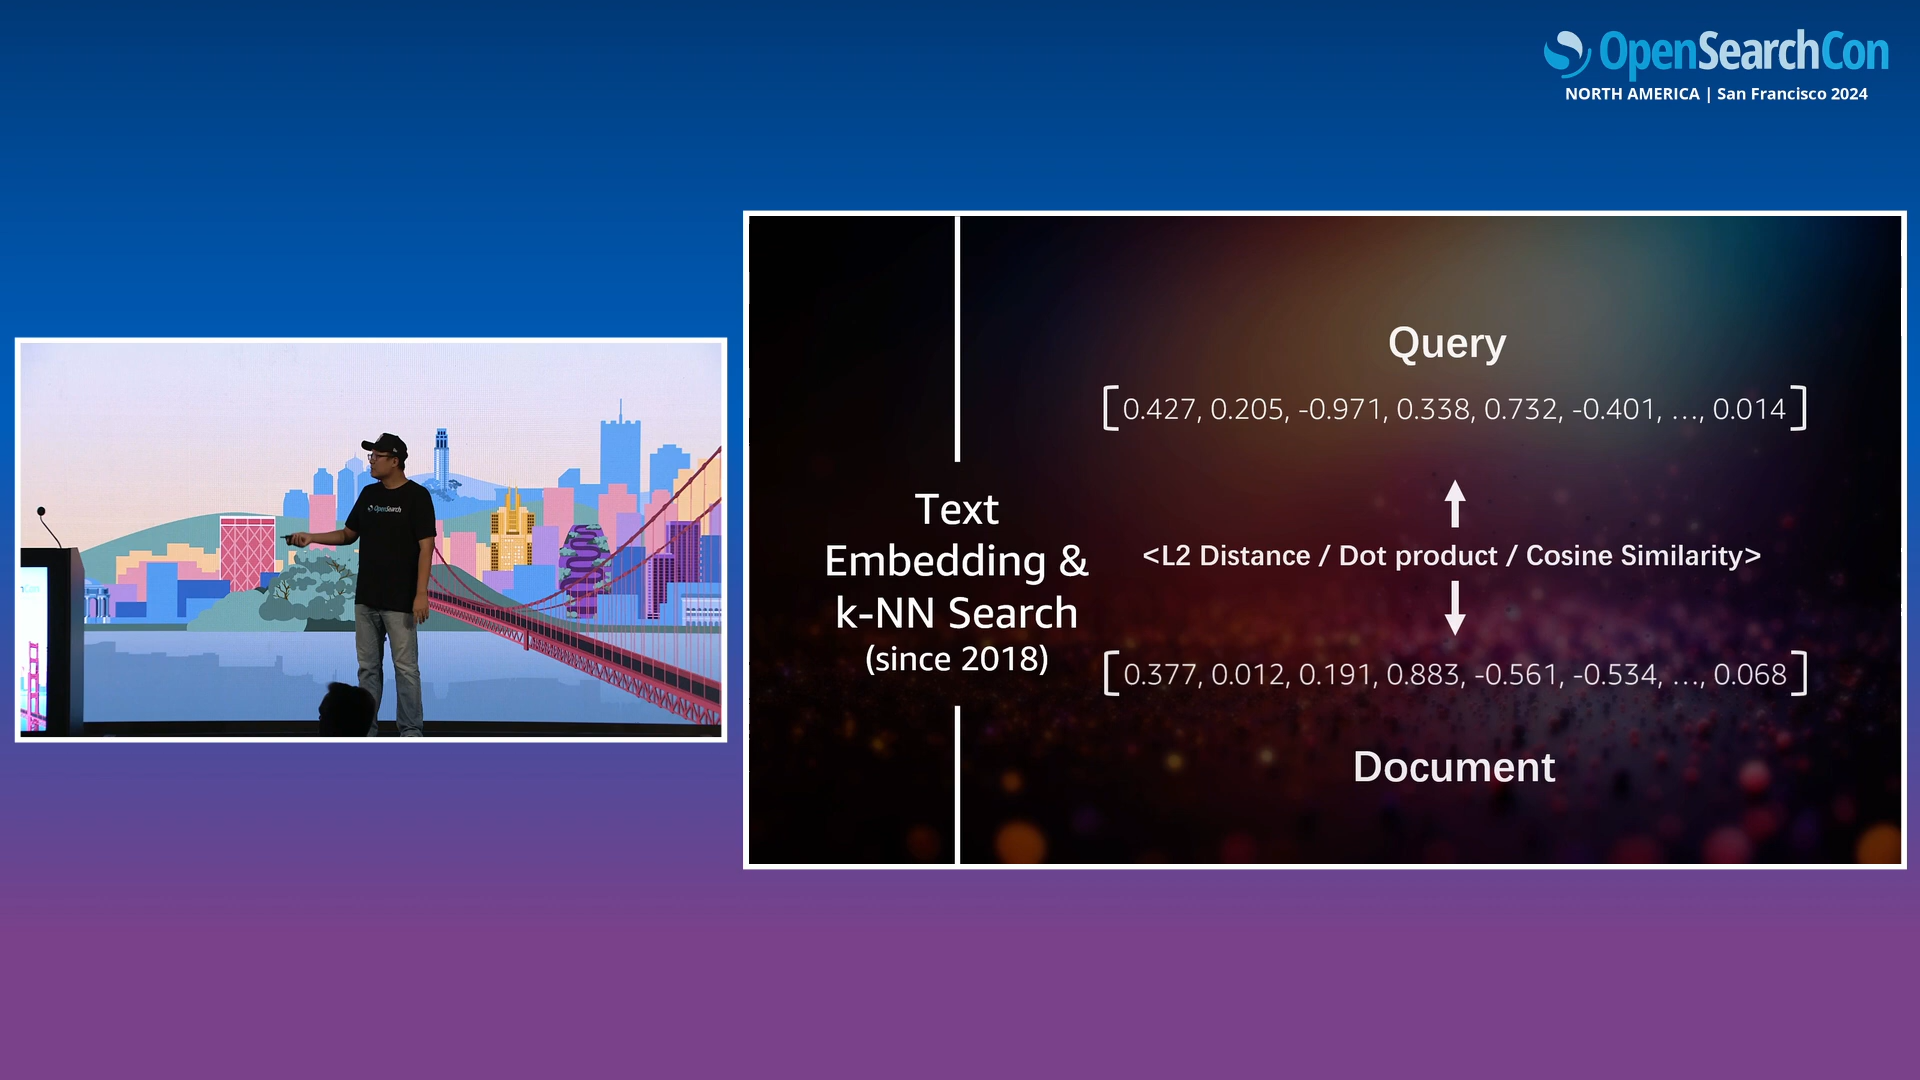 OpenSearchCon
NORTH AMERICA | San Francisco 2024
OpenSearch
Text
Embedding &
k-NN Search
(since 2018)
Query
[0.427, 0.205, -0.971, 0.338, 0.732, -0.401, ..., 0.014]
<L2 Distance / Dot product / Cosine Similarity>
[0.377, 0.012, 0.191, 0.883, -0.561, -0.534, ..., 0.068]
Document